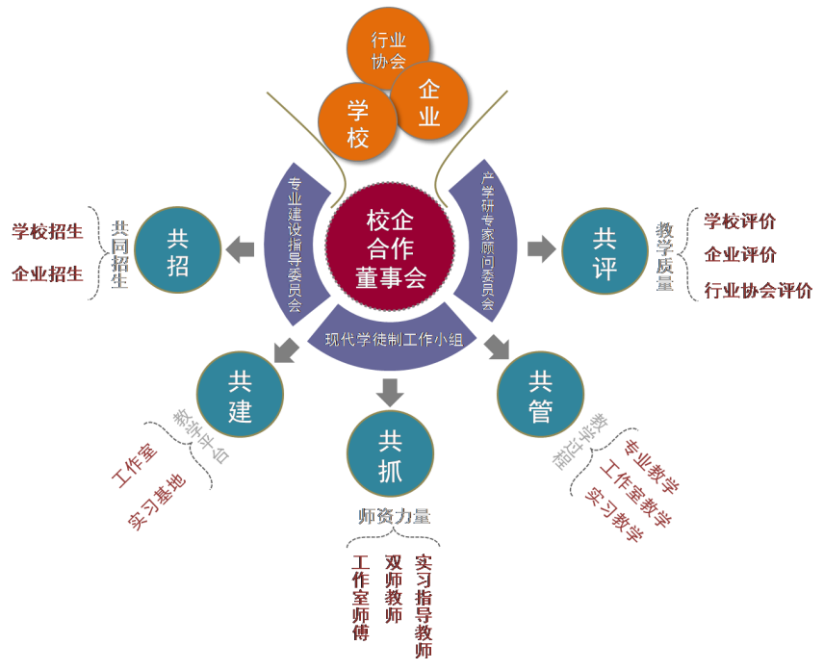 行业
协会
企
业
学
校
专业建设指导委员会
校企
合作
董事会
产学研专家顾问委员会
现代学徒制工作小组
共
招
共同招生
学校招生
企业招生
共
建
教学平台
工作室
实习基地
共
抓
师资力量
工作室师傅
双师教师
实习指导教师
共
管
教学过程
专业教学
工作室教学
实习教学
共
评
教学质量
学校评价
企业评价
行业协会评价